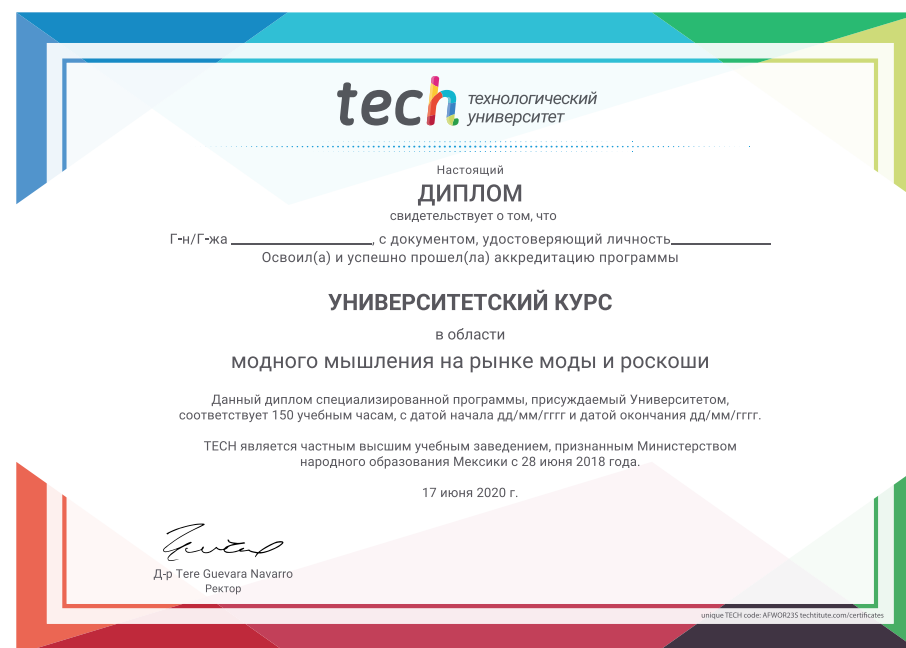 tech технологический
университет
Настоящий
ДИПЛОМ
свидетельствует о том, что
Г-н/Г-жа , с документом, удостоверяющий личность
Освоил(а) и успешно прошел(ла) аккредитацию программы
УНИВЕРСИТЕТСКИЙ КУРС
в области
модного мышления на рынке моды и роскоши
Данный диплом специализированной программы, присуждаемый Университетом,
соответствует 150 учебным часам, с датой начала дд/мм/гггг и датой окончания дд/мм/гггг.
TECH является частным высшим учебным заведением, признанным Министерством
народного образования Мексики с 28 июня 2018 года.
17 июня 2020 г.
Д-р Tere Guevara Navarro
Ректор
unique TECH code: AFWOR23S techtitute.com/certificates